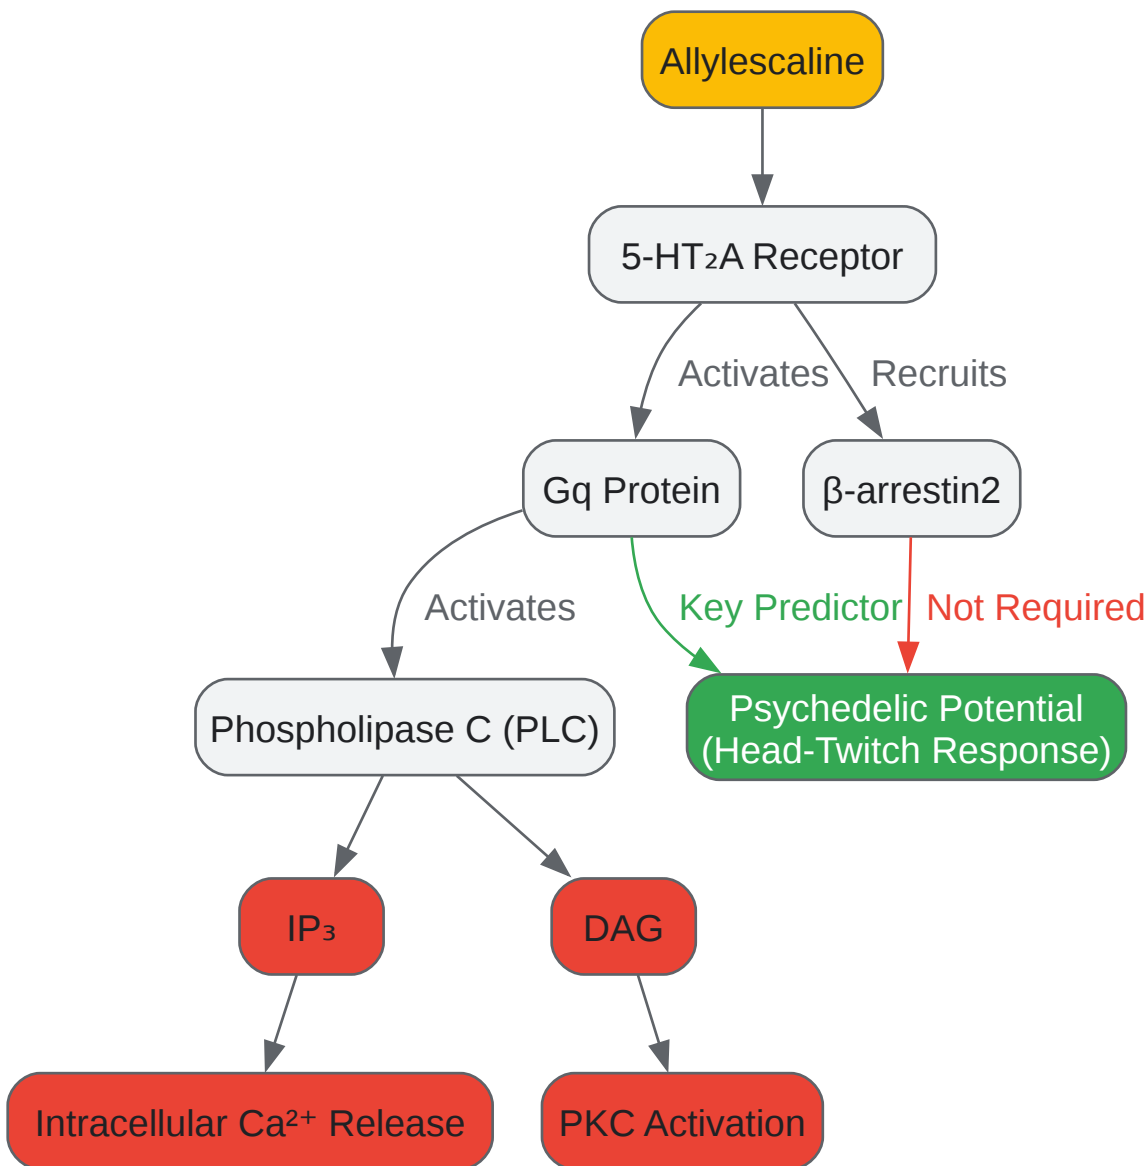 Allylescaline
5-HT₂A Receptor
Activates
Recruits
Gq Protein
β-arrestin2
Activates
Key Predictor
Not Required
Phospholipase C (PLC)
Psychedelic Potential
(Head-Twitch Response)
IP₃
DAG
Intracellular Ca²⁺ Release
PKC Activation